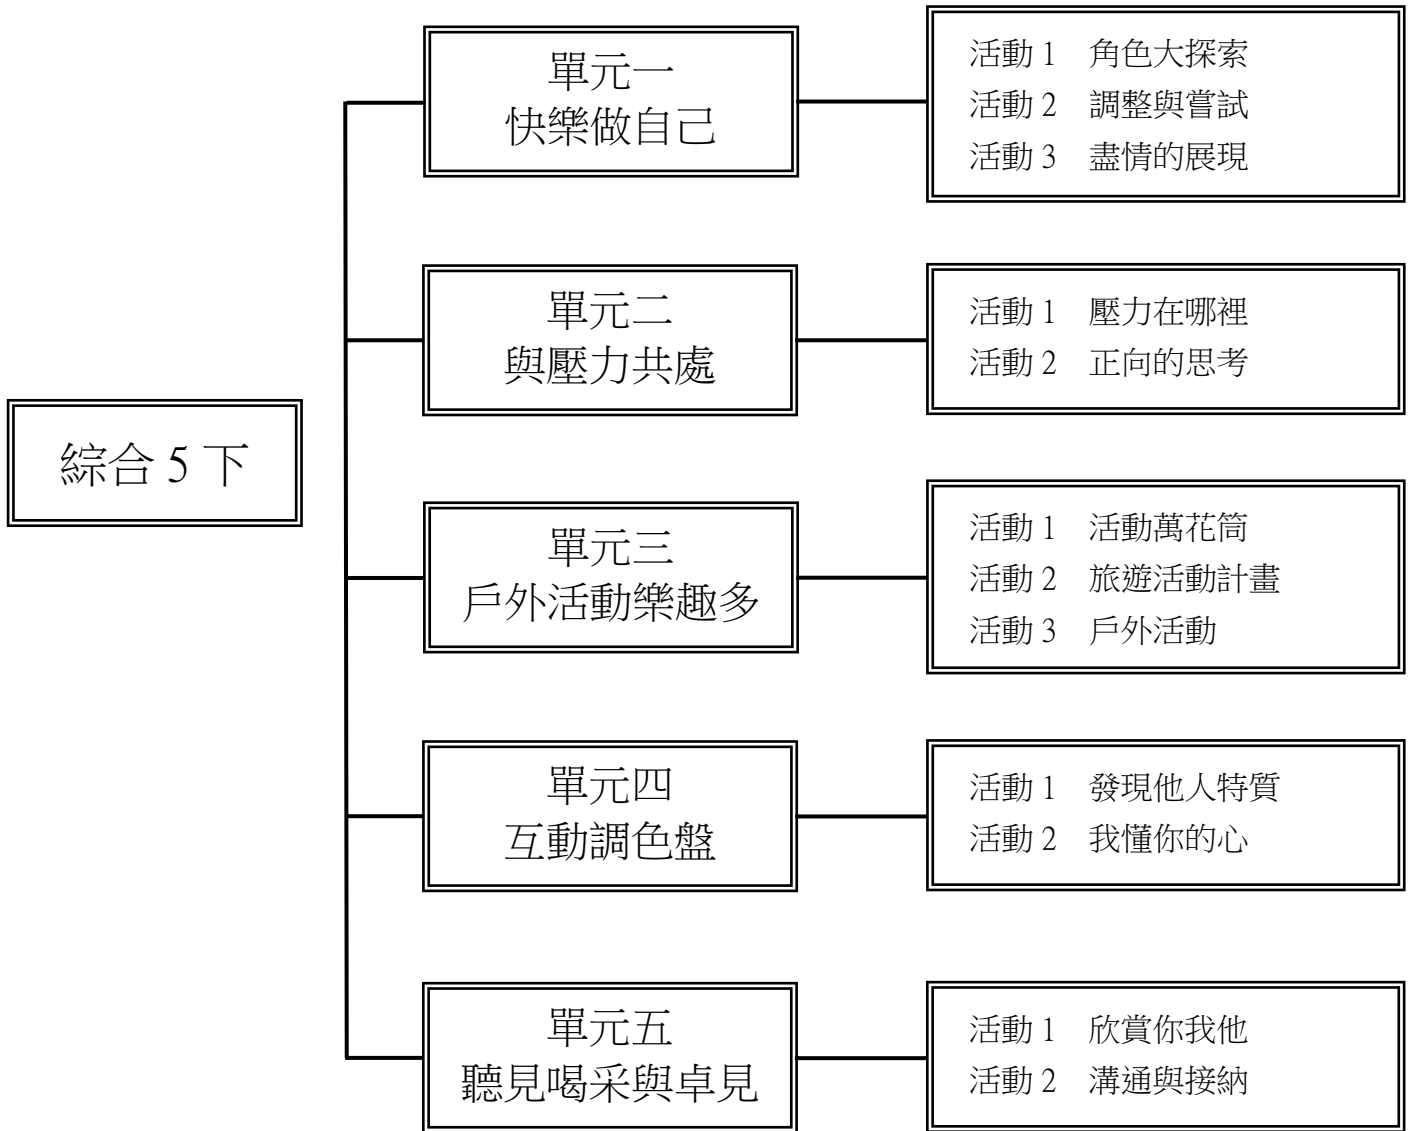 綜合 5 下
單元一
快樂做自己
活動 1　角色大探索
活動 2　調整與嘗試
活動 3　盡情的展現
單元二
與壓力共處
活動 1　壓力在哪裡
活動 2　正向的思考
單元三
戶外活動樂趣多
活動 1　活動萬花筒
活動 2　旅遊活動計畫
活動 3　戶外活動
單元四
互動調色盤
活動 1　發現他人特質
活動 2　我懂你的心
單元五
聽見喝采與卓見
活動 1　欣賞你我他
活動 2　溝通與接納